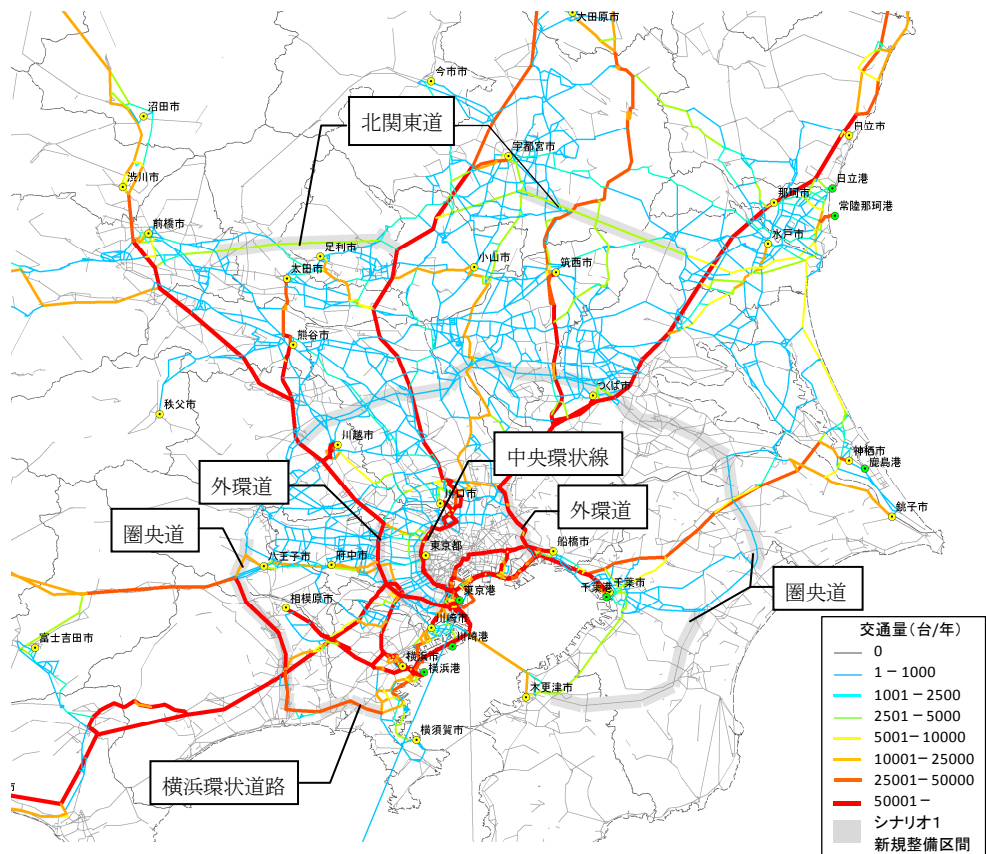 大田原市
今市市
沼田市
北関東道
宇都宮市
日立市
渋川市
日立港
那珂市
常陸那珂港
前橋市
水戸市
足利市
太田市
小山市
筑西市
熊谷市
つくば市
秩父市
川越市
中央環状線
神栖市
鹿島港
外環道
川口市
外環道
銚子市
圏央道
東京都
船橋市
八王子市
府中市
千葉市
千葉港
東京港
圏央道
相模原市
川崎市
川崎港
富士吉田市
横浜市
横浜港
木更津市
横須賀市
横浜環状道路
市
交通量(台/年)
0
1-1000
1001-2500
2501-5000
5001-10000
10001-25000
25001-50000
50001-
シナリオ1
新規整備区間